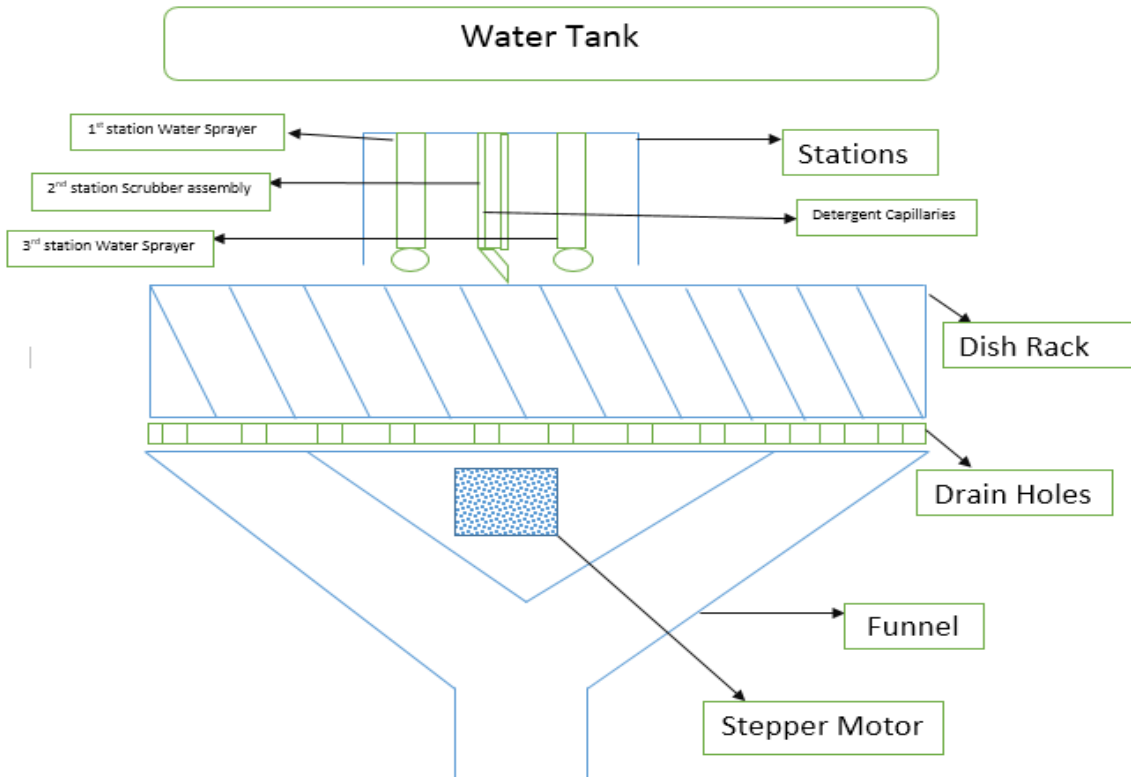 Water Tank
1st station Water Sprayer
Stations
2nd station Scrubber assembly
Detergent Capillaries
3rd station Water Sprayer
Dish Rack
Drain Holes
Funnel
Stepper Motor